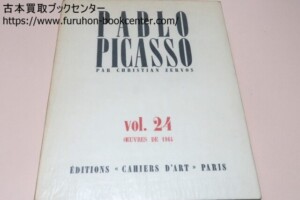 古本買取ブックセンター
https://www.furuhon-bookcenter.com/
PABLO
PICASSO
PAR CHRISTIAN ZERVOS
vol. 24
ŒUVRES DE 1964
ÉDITIONS • CAHIERS D'ART • PARIS